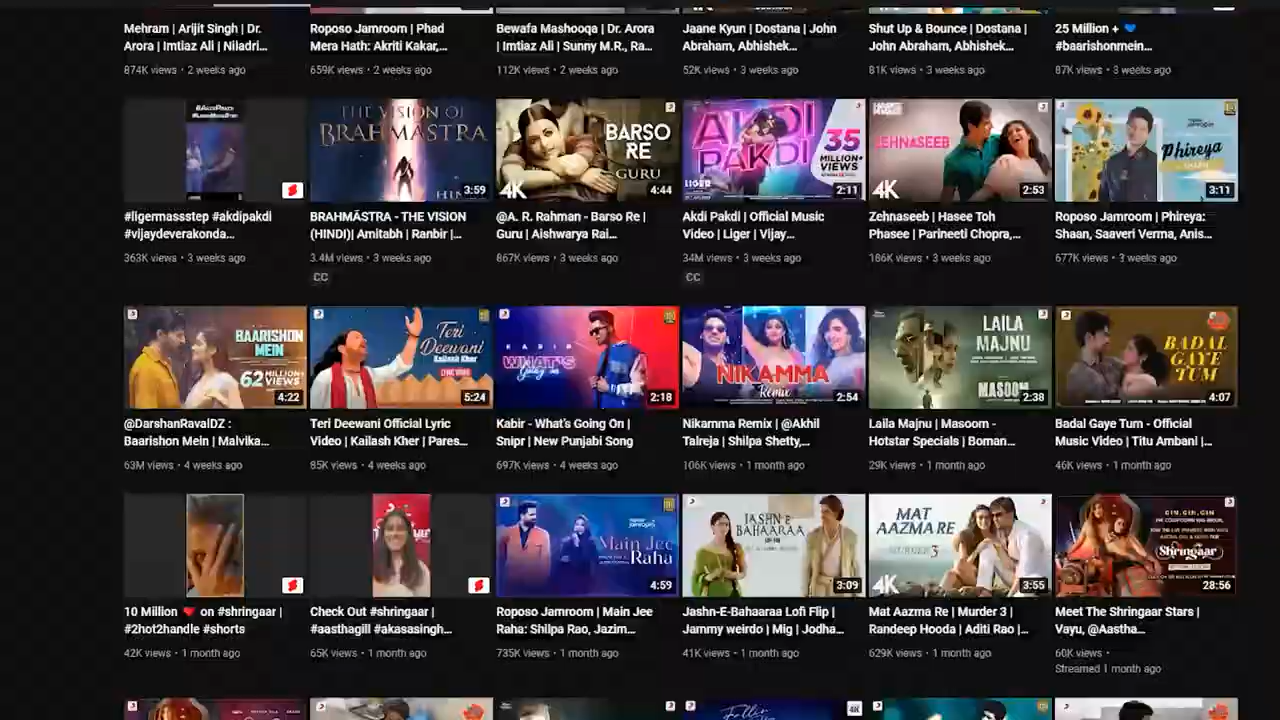 Mehram | Arijit Singh | Dr.
Arora | Imtiaz Ali | Niladri...
874K views • 2 weeks ago
Roposo Jamroom | Phad
Mera Hath: Akriti Kakar,...
659K views • 2 weeks ago
Bewafa Mashooqa | Dr. Arora
| Imtiaz Ali | Sunny M.R., Ra...
112K views • 2 weeks ago
Jaane Kyun | Dostana | John
Abraham, Abhishek...
52K views • 3 weeks ago
Shut Up & Bounce | Dostana |
John Abraham, Abhishek...
81K views • 3 weeks ago
25 Million + 💙
#baarishonmein...
87K views • 3 weeks ago
#ligermassstep #akdipakdi
#vijaydeverakonda...
363K views • 3 weeks ago
THE VISION OF
BRAHMASTRA
3:59
BRAHMĀSTRA - THE VISION
(HINDI)| Amitabh | Ranbir |...
3.4M views • 3 weeks ago
CC
BARSO
RE
GURU
4K
4:44
@A. R. Rahman - Barso Re |
Guru | Aishwarya Rai...
867K views • 3 weeks ago
AKDI
PAKDI
35
MILLION+
VIEWS
LIGER
2:11
Akdi Pakdi | Official Music
Video | Liger | Vijay...
34M views • 3 weeks ago
CC
ZEHNASEEB
4K
2:53
Zehnaseeb | Hasee Toh
Phasee | Parineeti Chopra,...
186K views • 3 weeks ago
Phireya
3:11
Roposo Jamroom | Phireya:
Shaan, Saaveri Verma, Anis...
677K views • 3 weeks ago
BAARISHON
MEIN
62 MILLION+
VIEWS
4:22
@DarshanRavalDZ :
Baarishon Mein | Malvika...
63M views • 4 weeks ago
Teri
Deewani
Kailash Kher
LYRIC VIDEO
5:24
Teri Deewani Official Lyric
Video | Kailash Kher | Pares...
85K views • 4 weeks ago
KABIR
WHAT'S
Going on
2:18
Kabir - What's Going On |
Snipr | New Punjabi Song
697K views • 4 weeks ago
NIKAMMA
Remix
2:54
Nikamma Remix | @Akhil
Talreja | Shilpa Shetty,...
106K views • 1 month ago
LAILA
MAJNU
MASOOM
2:38
Laila Majnu | Masoom -
Hotstar Specials | Boman...
29K views • 1 month ago
BADAL
GAYE
TUM
4:07
Badal Gaye Tum - Official
Music Video | Titu Ambani |...
46K views • 1 month ago
10 Million ❤️ on #shringaar |
#2hot2handle #shorts
42K views • 1 month ago
Check Out #shringaar |
#aasthagill #akasasingh...
65K views • 1 month ago
Main Jee
Raha
4:59
Roposo Jamroom | Main Jee
Raha: Shilpa Rao, Jazim...
735K views • 1 month ago
JASHN E
BAHAARAA
3:09
Jashn-E-Bahaaraa Lofi Flip |
Jammy weirdo | Mig | Jodha...
41K views • 1 month ago
MAT
AAZMA RE
MURDER 3
4K
3:55
Mat Aazma Re | Murder 3 |
Randeep Hooda | Aditi Rao |...
629K views • 1 month ago
Shringaar
28:56
Meet The Shringaar Stars |
Vayu, @Aastha...
60K views •
Streamed 1 month ago
4K